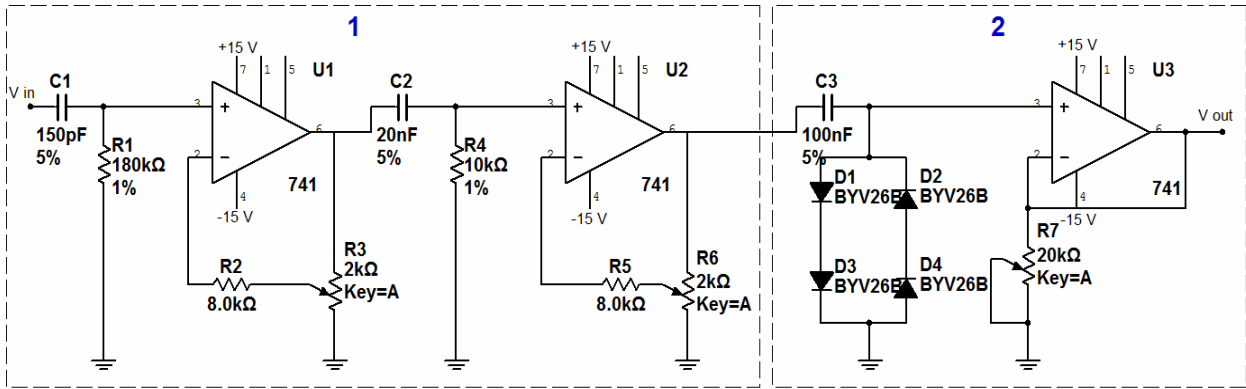 1
2
+15 V
7
1
5
U1
C1
V in
150pF
5%
R1
180kΩ
1%
3
+
2
−
6
4
741
-15 V
R2
8.0kΩ
R3
2kΩ
Key=A
C2
20nF
5%
R4
10kΩ
1%
+15 V
7
1
5
U2
3
+
2
−
6
4
741
-15 V
R5
8.0kΩ
R6
2kΩ
Key=A
C3
100nF
5%
D1
BYV26B
D2
BYV26B
D3
BYV26B
D4
BYV26B
+15 V
7
1
5
U3
3
+
2
−
6
4
741
-15 V
V out
R7
20kΩ
Key=A